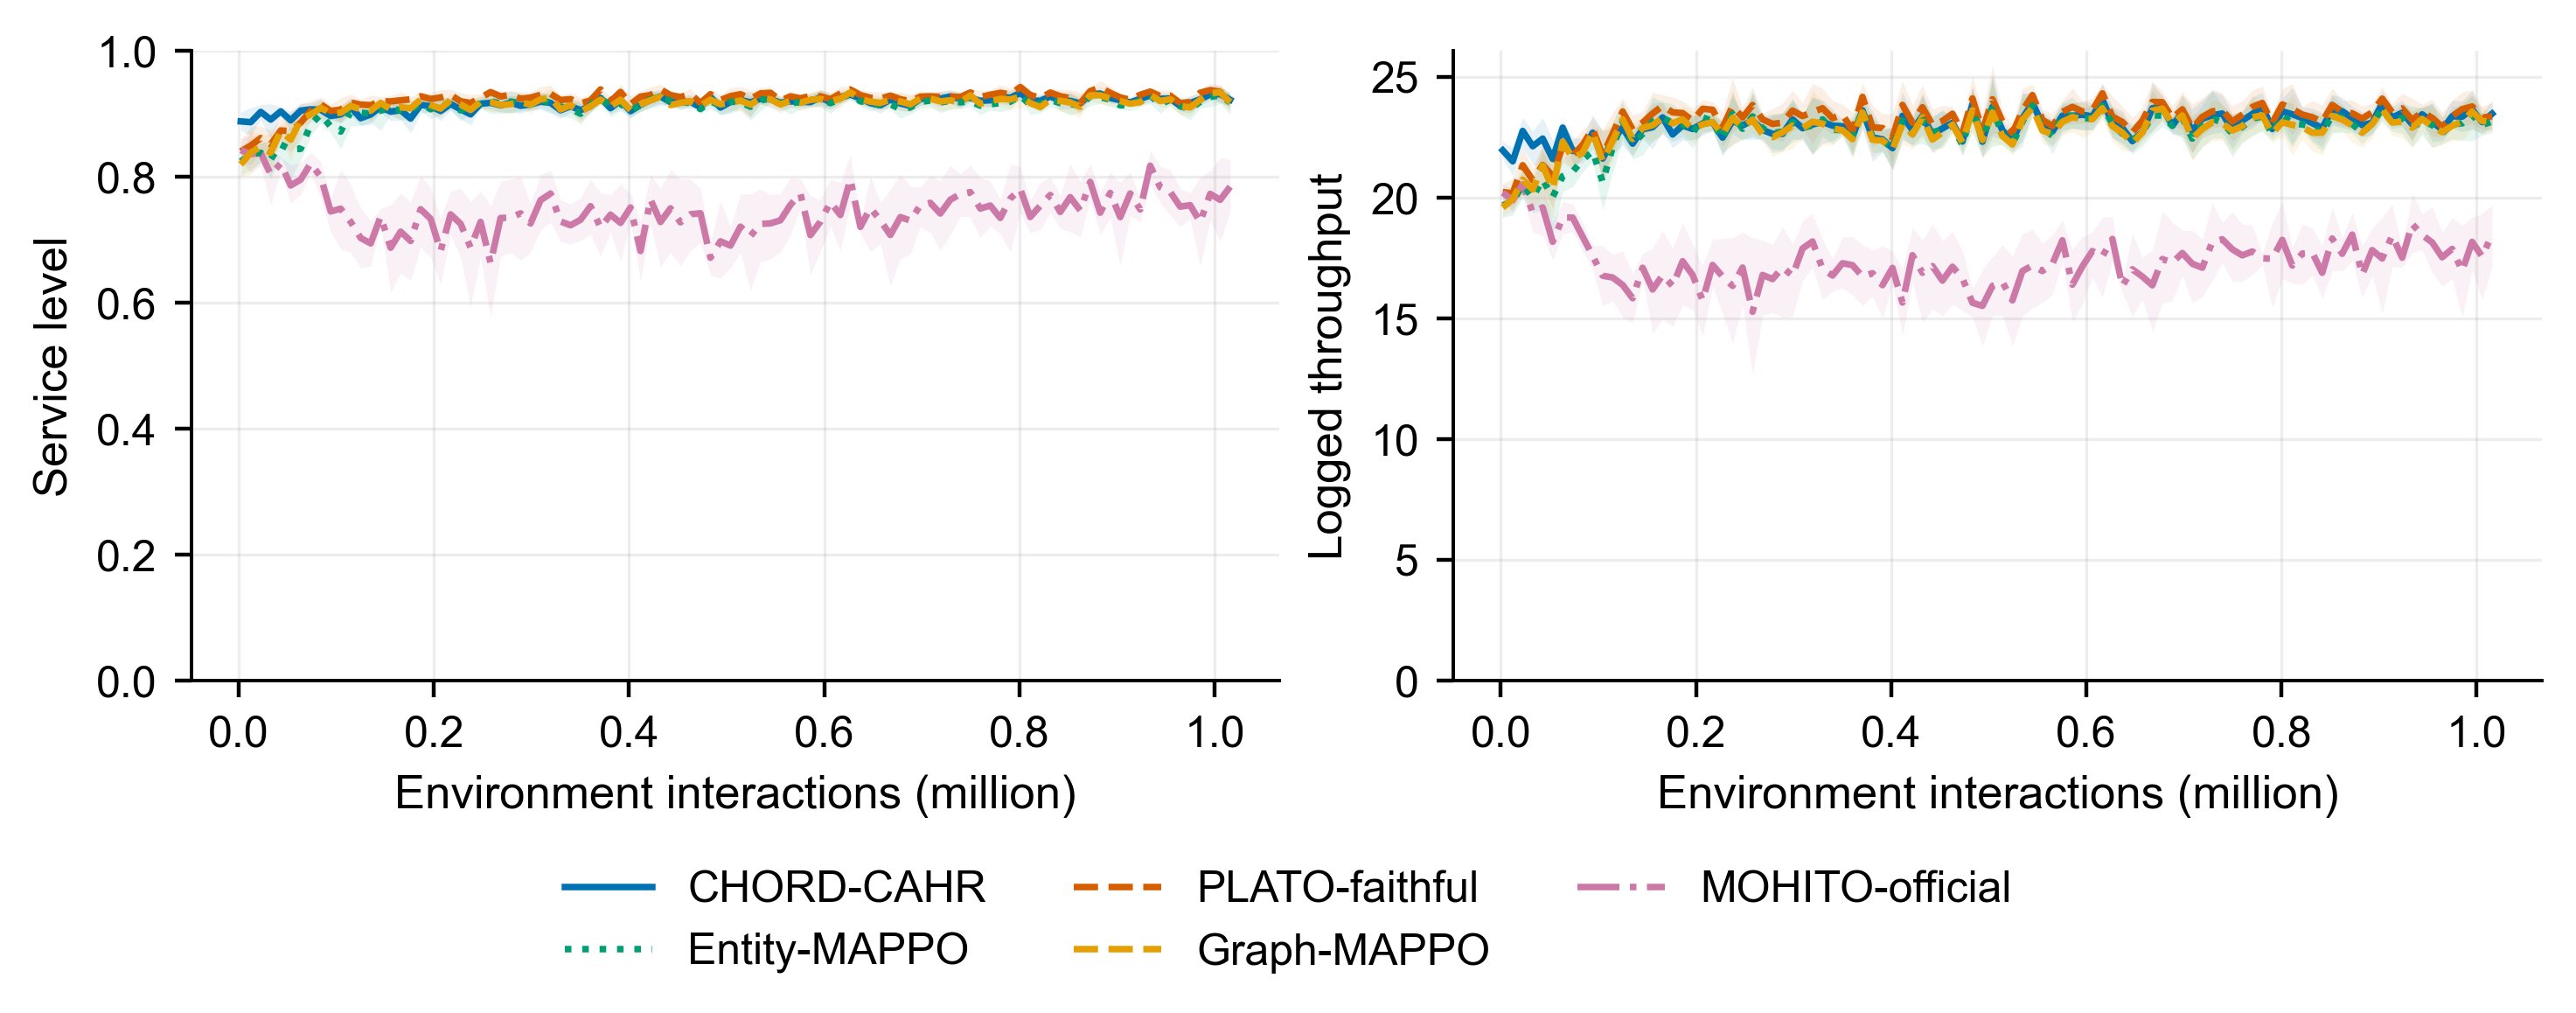 Service level
1.0
0.8
0.6
0.4
0.2
0.0
0.0 0.2 0.4 0.6 0.8 1.0
Environment interactions (million)
Logged throughput
25
20
15
10
5
0
0.0 0.2 0.4 0.6 0.8 1.0
Environment interactions (million)
CHORD-CAHR PLATO-faithful MOHITO-official
Entity-MAPPO Graph-MAPPO